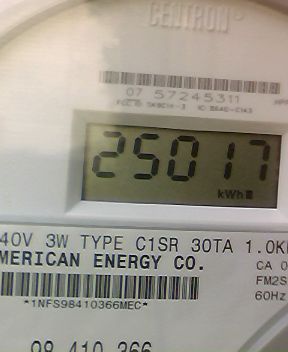 CENTRON
07 57245311
25017
kWh
40V 3W TYPE C1SR 30TA 1.0K
MERICAN ENERGY CO.
CA 0
FM2S
*1NFS98410366MEC*
60Hz
98 410 366